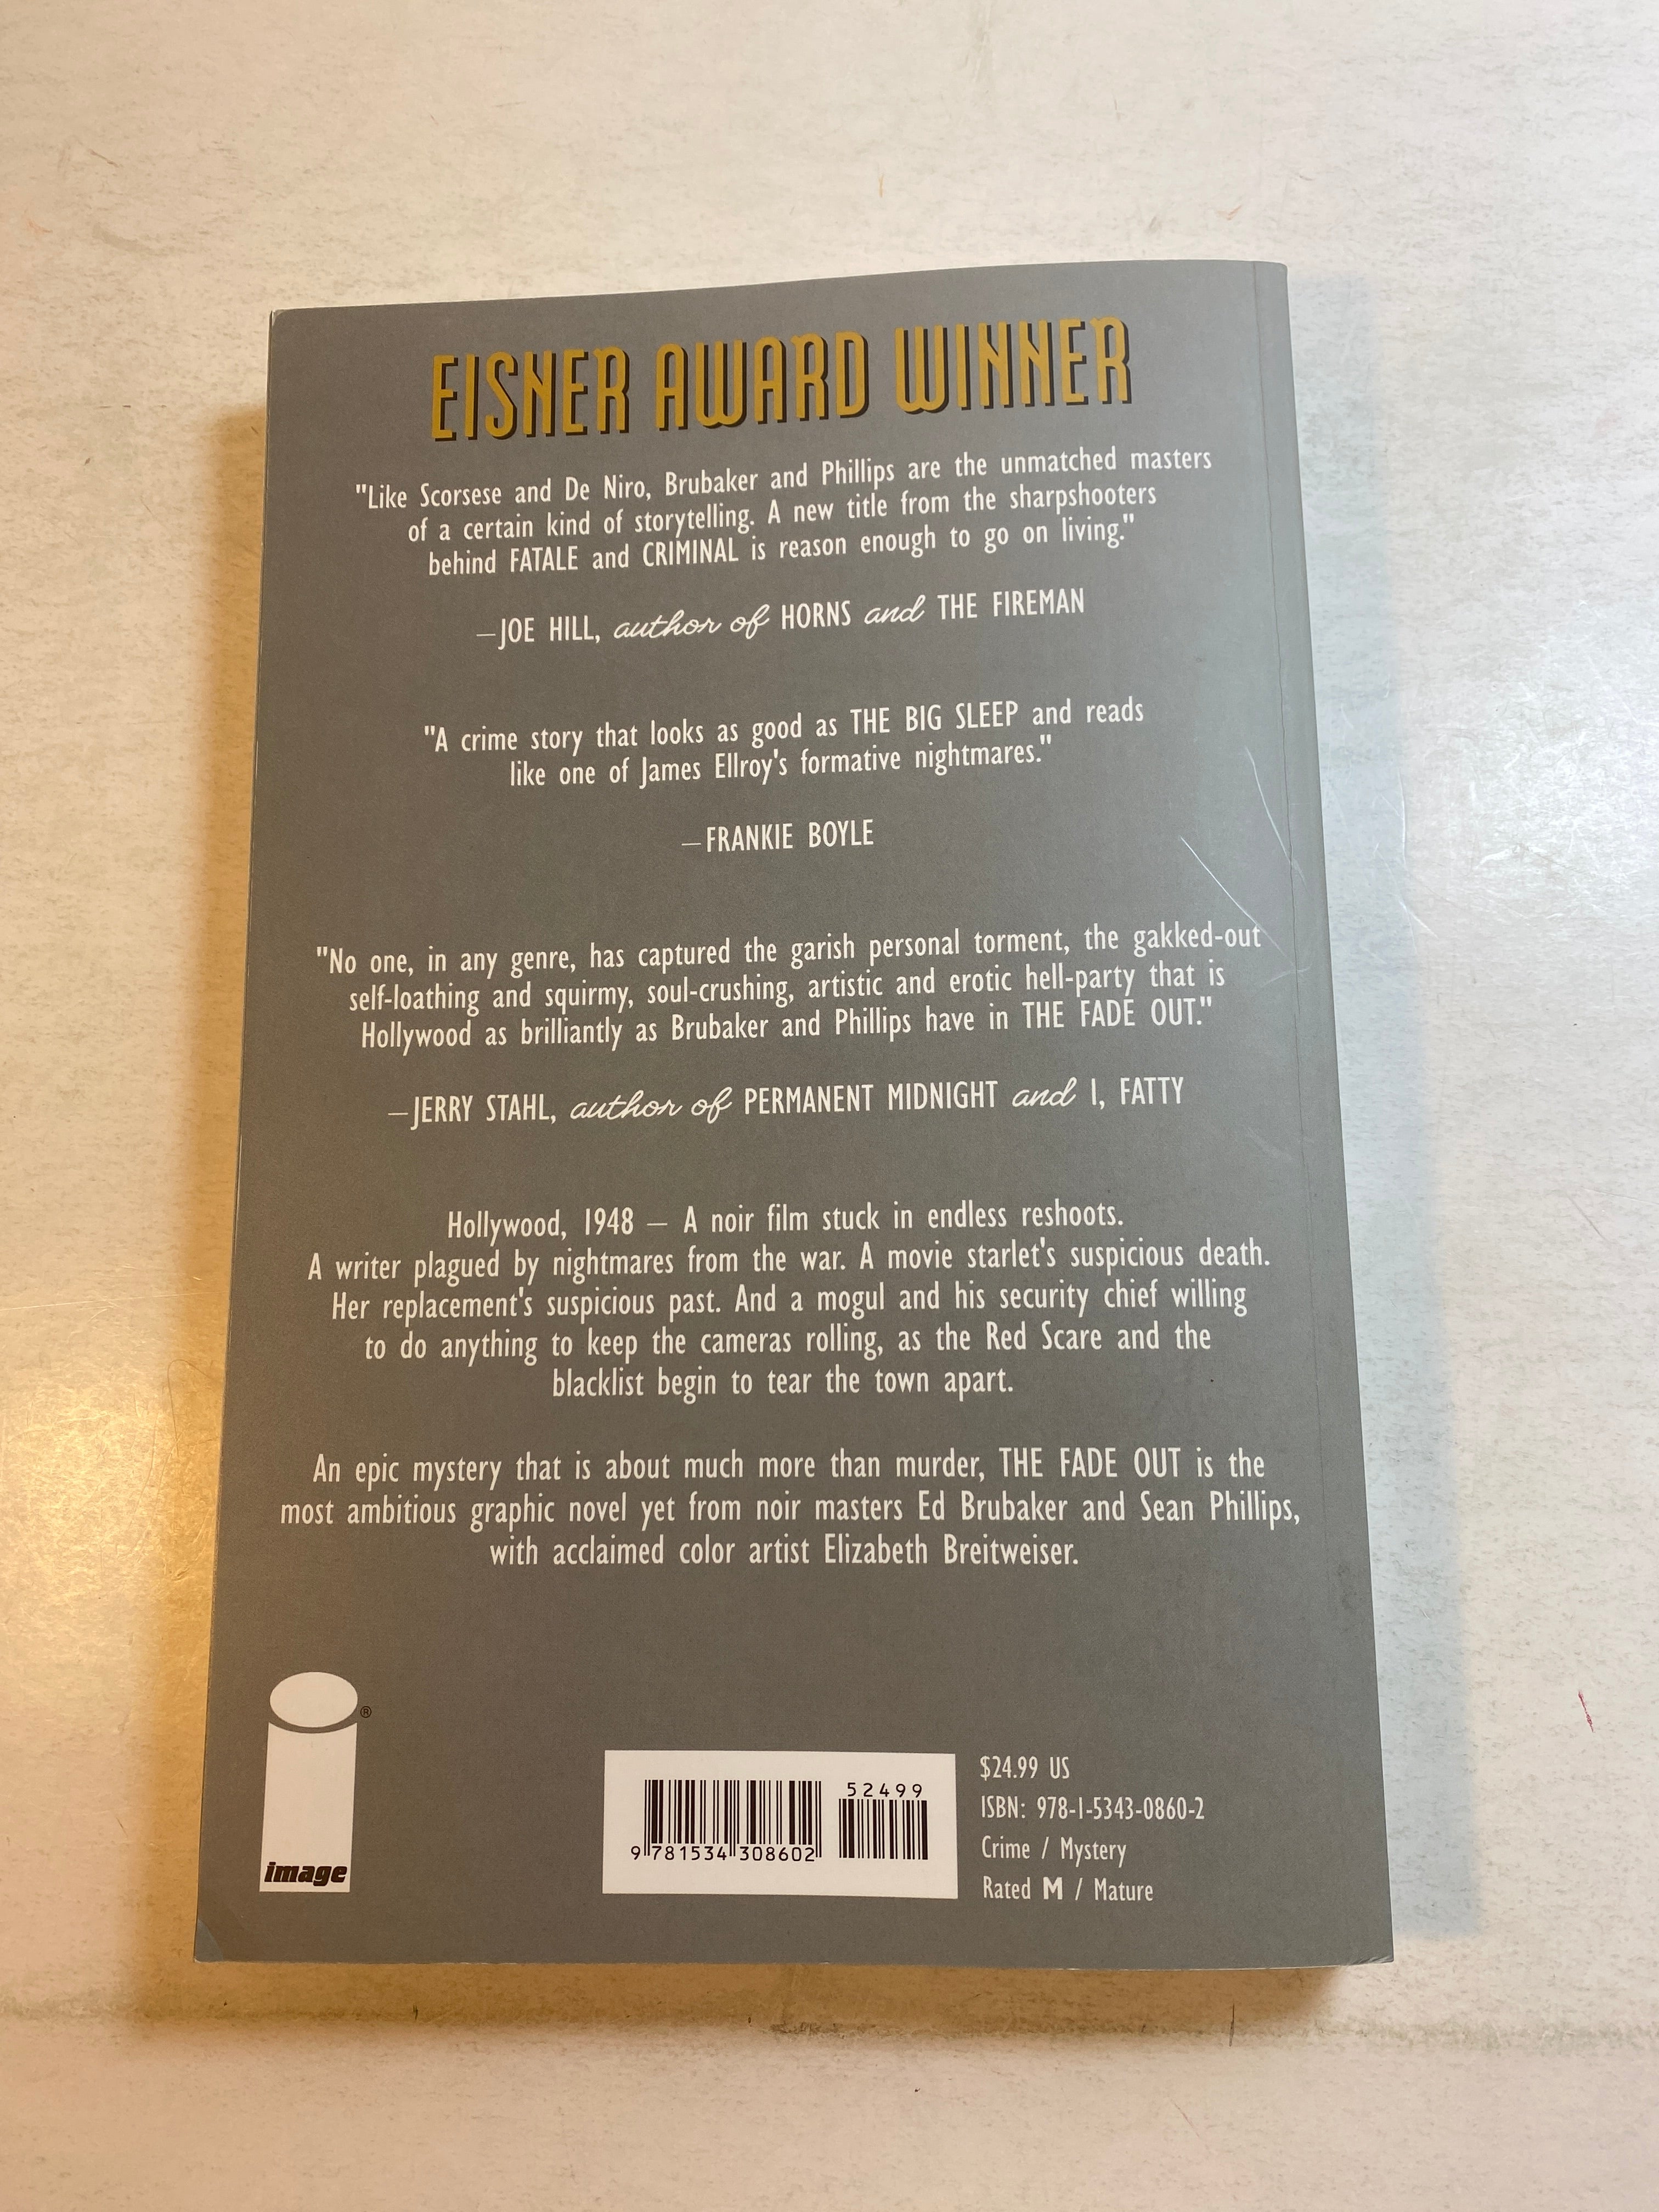 EISNER AWARD WINNER
"Like Scorsese and De Niro, Brubaker and Phillips are the unmatched masters
of a certain kind of storytelling. A new title from the sharpshooters
behind FATALE and CRIMINAL is reason enough to go on living."
—JOE HILL, author of HORNS and THE FIREMAN
"A crime story that looks as good as THE BIG SLEEP and reads
like one of James Ellroy's formative nightmares."
—FRANKIE BOYLE
"No one, in any genre, has captured the garish personal torment, the gakked-out
self-loathing and squirmy, soul-crushing, artistic and erotic hell-party that is
Hollywood as brilliantly as Brubaker and Phillips have in THE FADE OUT."
—JERRY STAHL, author of PERMANENT MIDNIGHT and I, FATTY
Hollywood, 1948 — A noir film stuck in endless reshoots.
A writer plagued by nightmares from the war. A movie starlet's suspicious death.
Her replacement's suspicious past. And a mogul and his security chief willing
to do anything to keep the cameras rolling, as the Red Scare and the
blacklist begin to tear the town apart.
An epic mystery that is about much more than murder, THE FADE OUT is the
most ambitious graphic novel yet from noir masters Ed Brubaker and Sean Phillips,
with acclaimed color artist Elizabeth Breitweiser.
®
image
52499
9 781534 308602
$24.99 US
ISBN: 978-1-5343-0860-2
Crime / Mystery
Rated M / Mature